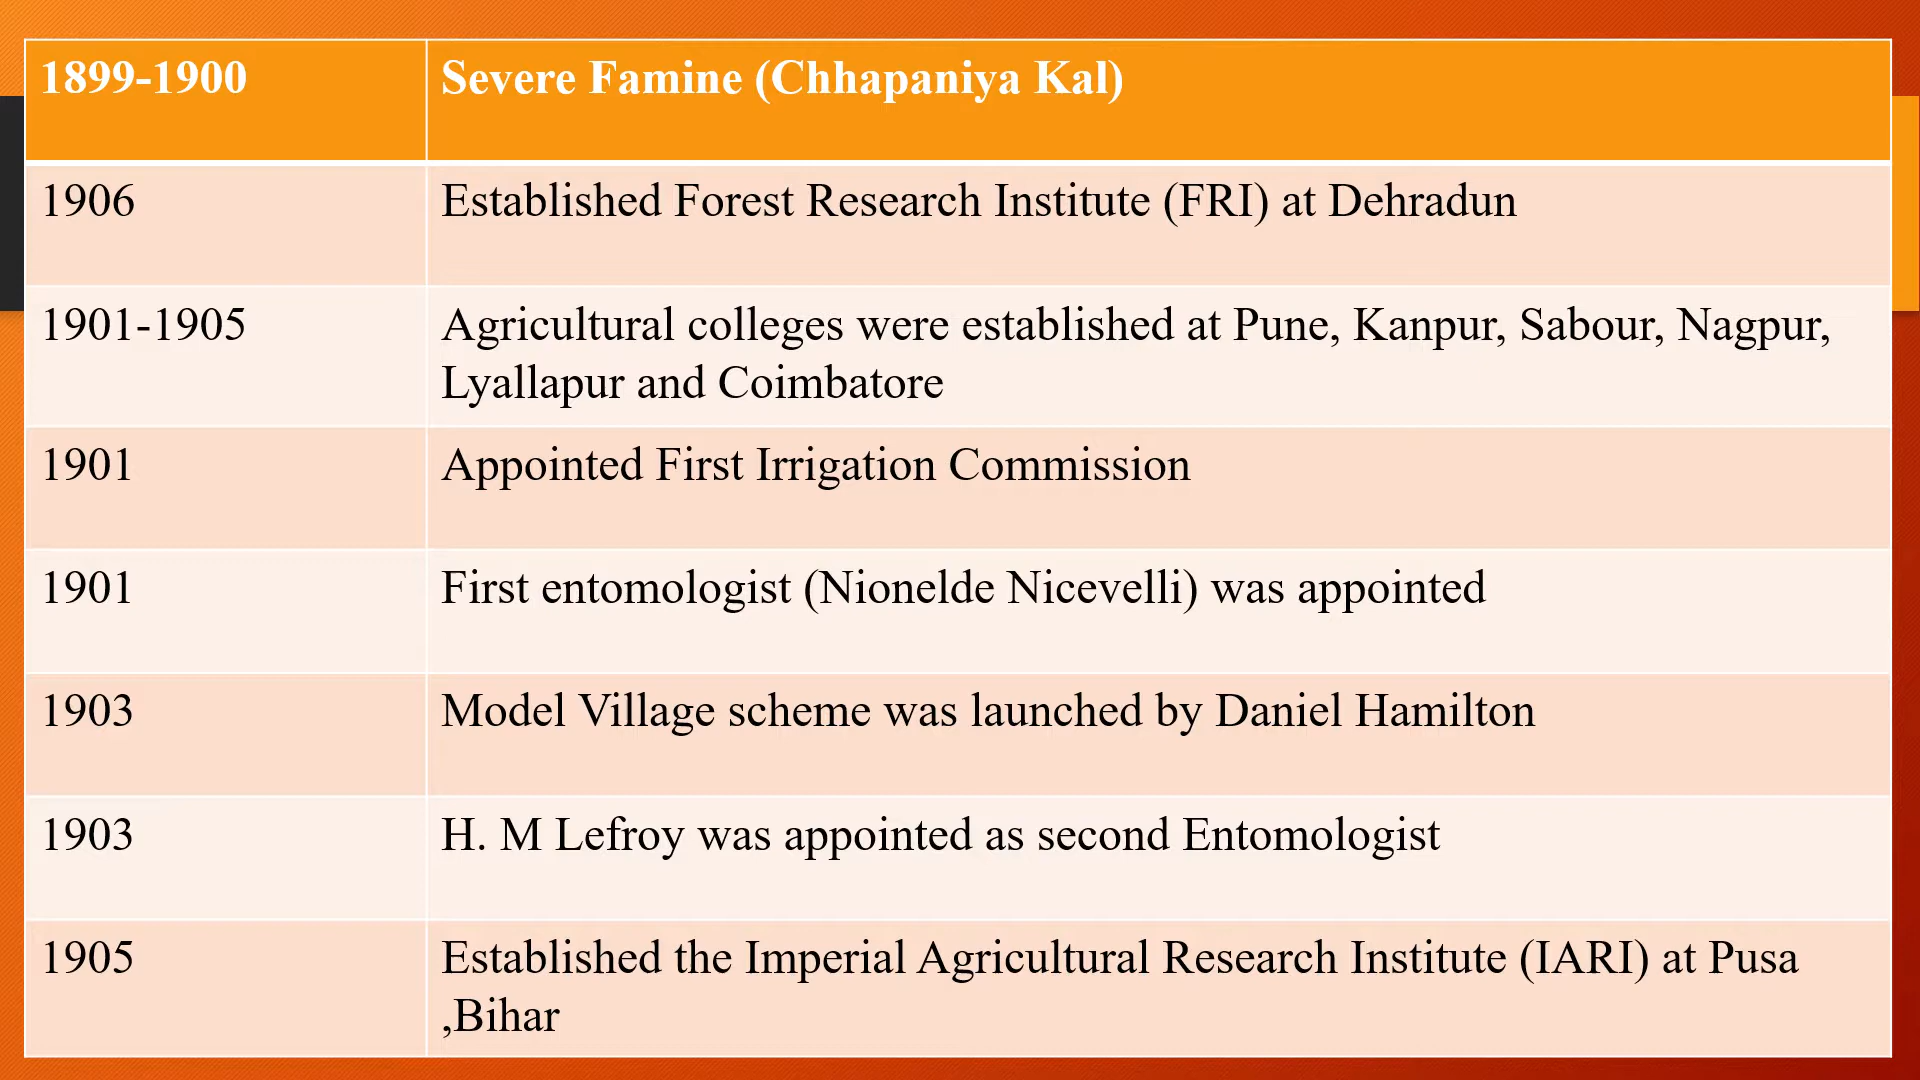 1899-1900 Severe Famine (Chhapaniya Kal)
1906 Established Forest Research Institute (FRI) at Dehradun
1901-1905 Agricultural colleges were established at Pune, Kanpur, Sabour, Nagpur,
Lyallapur and Coimbatore
1901 Appointed First Irrigation Commission
1901 First entomologist (Nionelde Nicevelli) was appointed
1903 Model Village scheme was launched by Daniel Hamilton
1903 H. M Lefroy was appointed as second Entomologist
1905 Established the Imperial Agricultural Research Institute (IARI) at Pusa
,Bihar